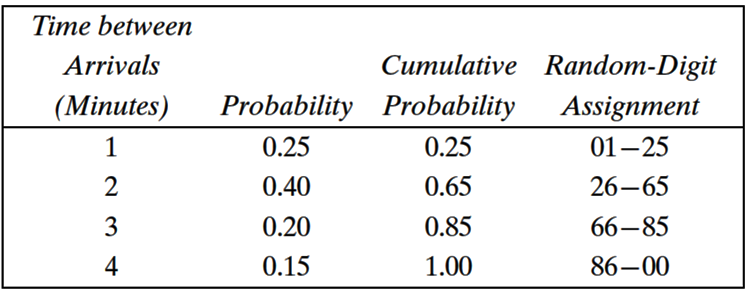 Time between
Arrivals Cumulative Random-Digit
(Minutes) Probability Probability Assignment
1 0.25 0.25 01–25
2 0.40 0.65 26–65
3 0.20 0.85 66–85
4 0.15 1.00 86–00